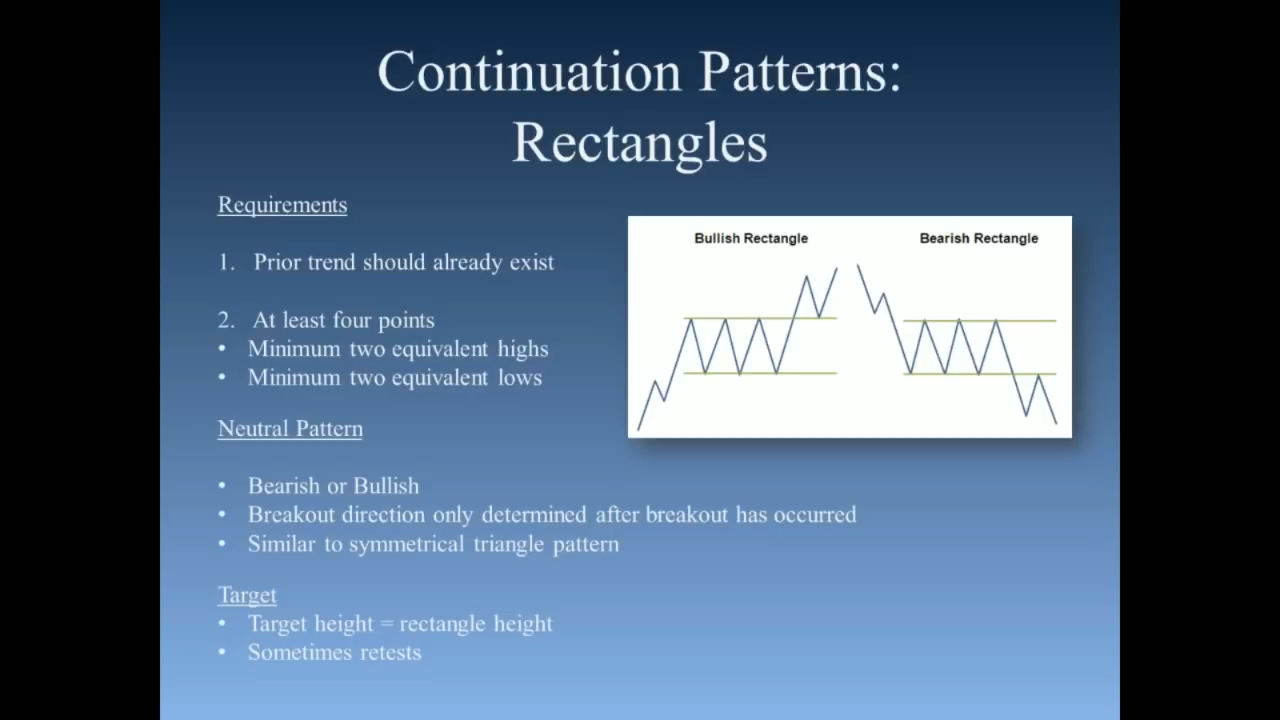 Continuation Patterns:
Rectangles
Requirements
1. Prior trend should already exist
2. At least four points
• Minimum two equivalent highs
• Minimum two equivalent lows
Bullish Rectangle
Bearish Rectangle
Neutral Pattern
• Bearish or Bullish
• Breakout direction only determined after breakout has occurred
• Similar to symmetrical triangle pattern
Target
• Target height = rectangle height
• Sometimes retests